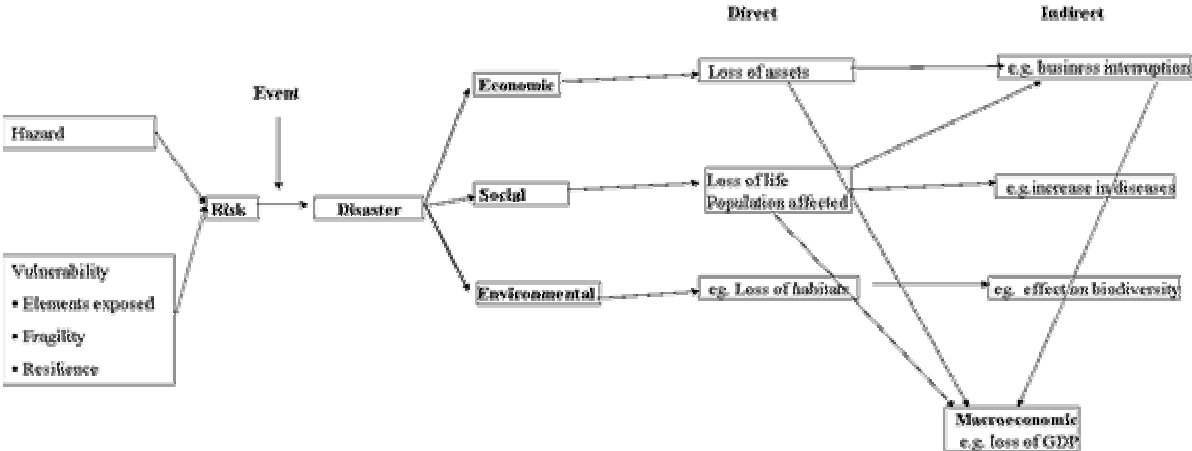 Direct
Indirect
Economic
Loss of assets
e.g. business interruption
Event
Hazard
Risk
Disaster
Social
Loss of life
Population affected
e.g.increase in diseases
Vulnerability
• Elements exposed
• Fragility
• Resilience
Environmental
eg. Loss of habitats
eg. effect on biodiversity
Macroeconomic
e.g. loss of GDP